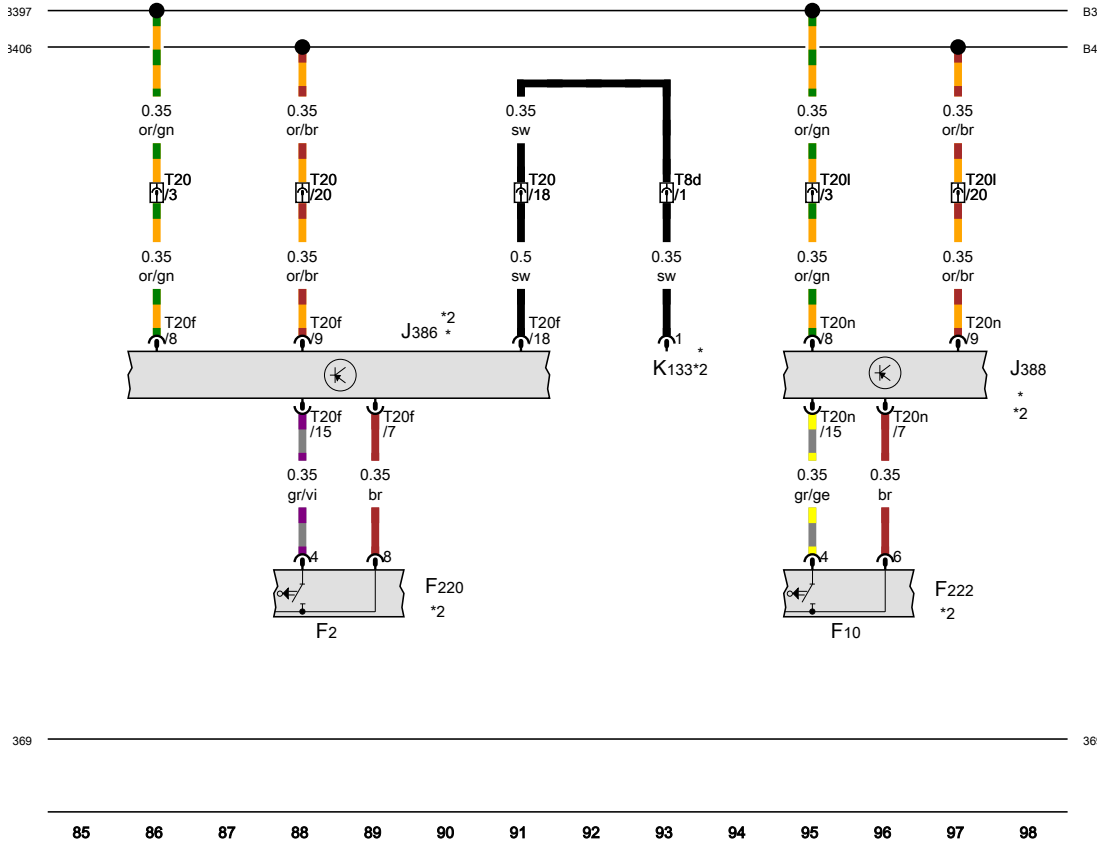 B397 B3
B406 B4
0.35 0.35 0.35 0.35 0.35
or/gn or/br sw or/gn or/br
T20 T20 T20 T8d T20l T20l
/3 /20 /18 /1 /3 /20
0.35 0.35 0.5 0.35 0.35 0.35
or/gn or/br sw sw or/gn or/br
T20f T20f J386 *2 * T20f T20n T20n
/8 /9 /18 1 /8 /9
K133*2 *
J388
*
*2
T20f T20f T20n T20n
/15 /7 /15 /7
0.35 0.35 0.35 0.35
gr/vi br gr/ge br
4 8 4 6
F220 F222
*2 *2
F2 F10
369 369
85 86 87 88 89 90 91 92 93 94 95 96 97 98